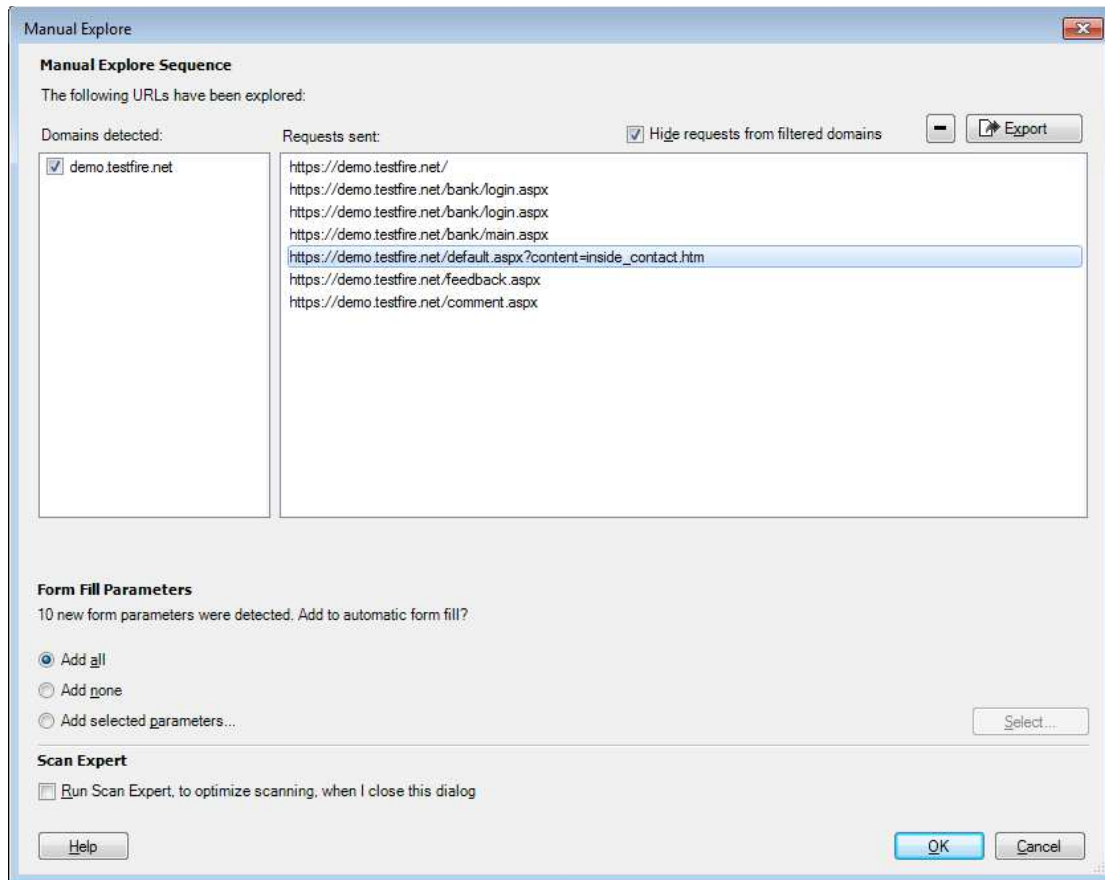 Manual Explore
Manual Explore Sequence
The following URLs have been explored:
Domains detected:
Requests sent:
Hide requests from filtered domains
Export
demo.testfire.net
https://demo.testfire.net/
https://demo.testfire.net/bank/login.aspx
https://demo.testfire.net/bank/login.aspx
https://demo.testfire.net/bank/main.aspx
https://demo.testfire.net/default.aspx?content=inside_contact.htm
https://demo.testfire.net/feedback.aspx
https://demo.testfire.net/comment.aspx
Form Fill Parameters
10 new form parameters were detected. Add to automatic form fill?
Add all
Add none
Add selected parameters...
Select...
Scan Expert
Run Scan Expert, to optimize scanning, when I close this dialog
Help
OK
Cancel